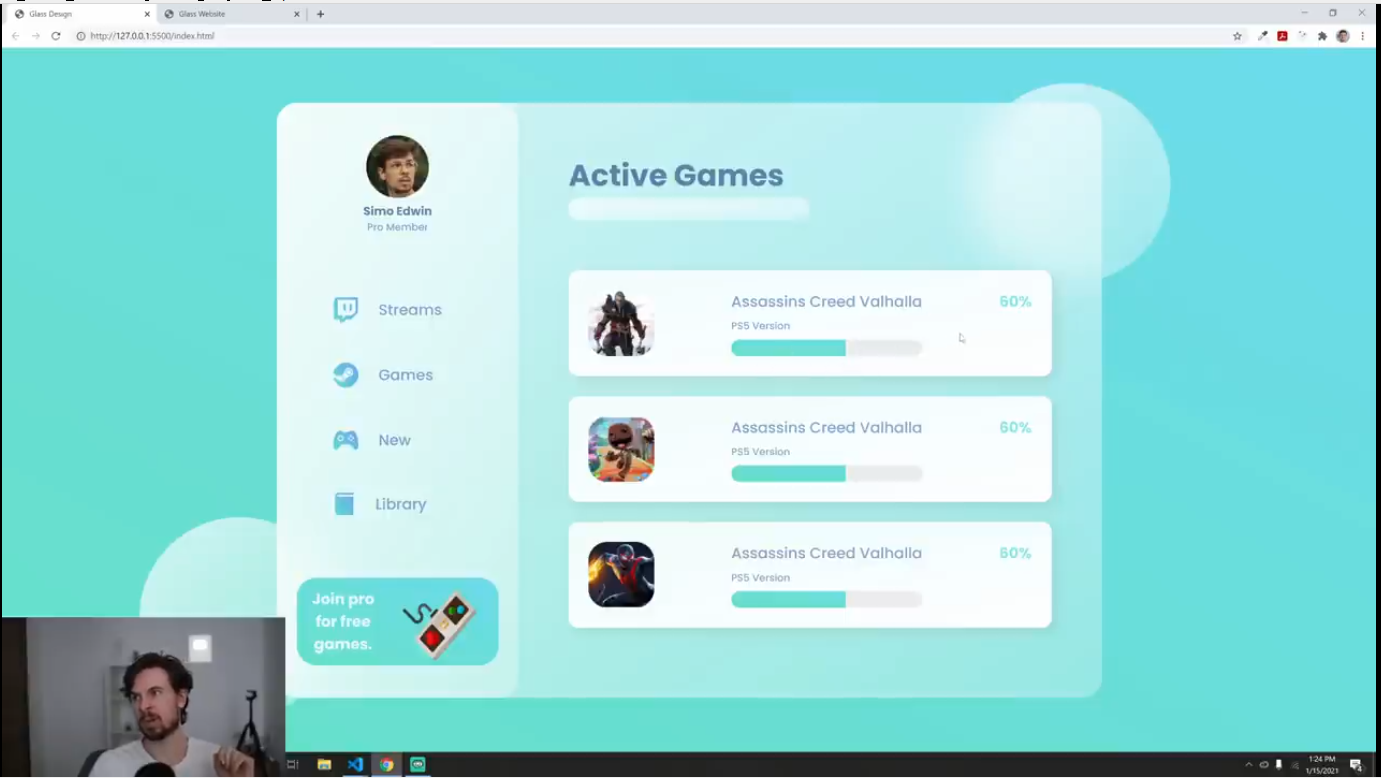 Glass Design
Glass Website
http://127.0.0.1:5500/index.html
Simo Edwin
Pro Member
Streams
Games
New
Library
Join pro
for free
games.
Active Games
Assassins Creed Valhalla
60%
PS5 Version
Assassins Creed Valhalla
60%
PS5 Version
Assassins Creed Valhalla
60%
PS5 Version
1:24 PM
1/15/2021